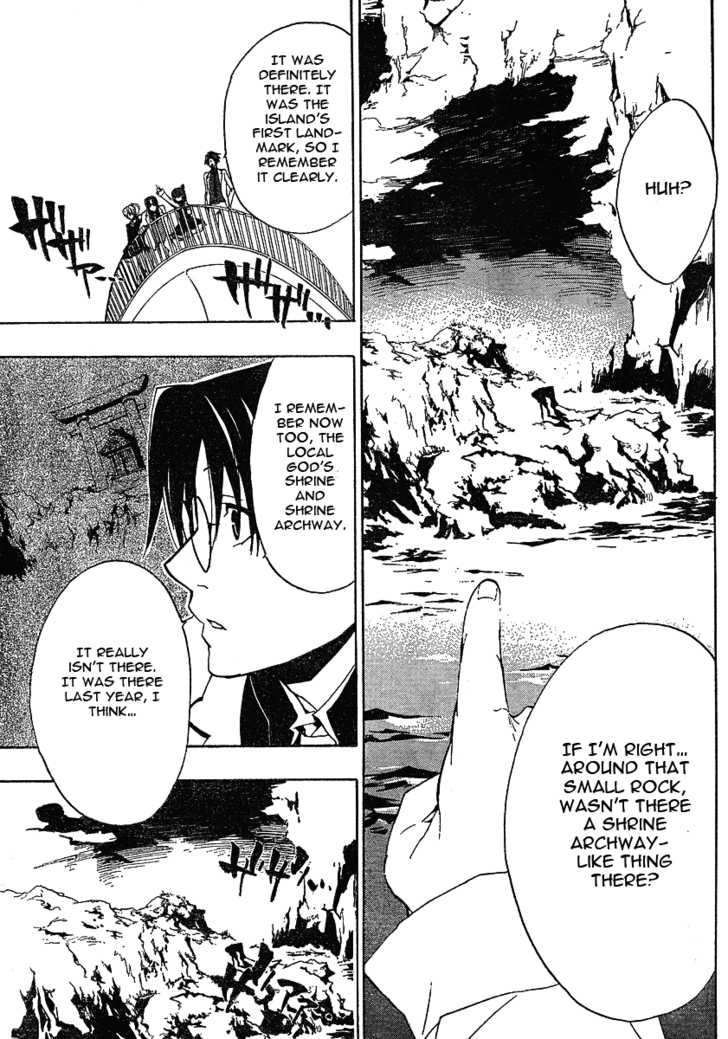 HUH?
IF I'M RIGHT...
AROUND THAT
SMALL ROCK,
WASN'T THERE
A SHRINE
ARCHWAY-
LIKE THING
THERE?
IT WAS
DEFINITELY
THERE. IT
WAS THE
ISLAND'S
FIRST LAND-
MARK, SO I
REMEMBER
IT CLEARLY.
I REMEM-
BER NOW
TOO, THE
LOCAL
GOD'S
SHRINE
AND
SHRINE
ARCHWAY.
IT REALLY
ISN'T THERE.
IT WAS THERE
LAST YEAR, I
THINK...